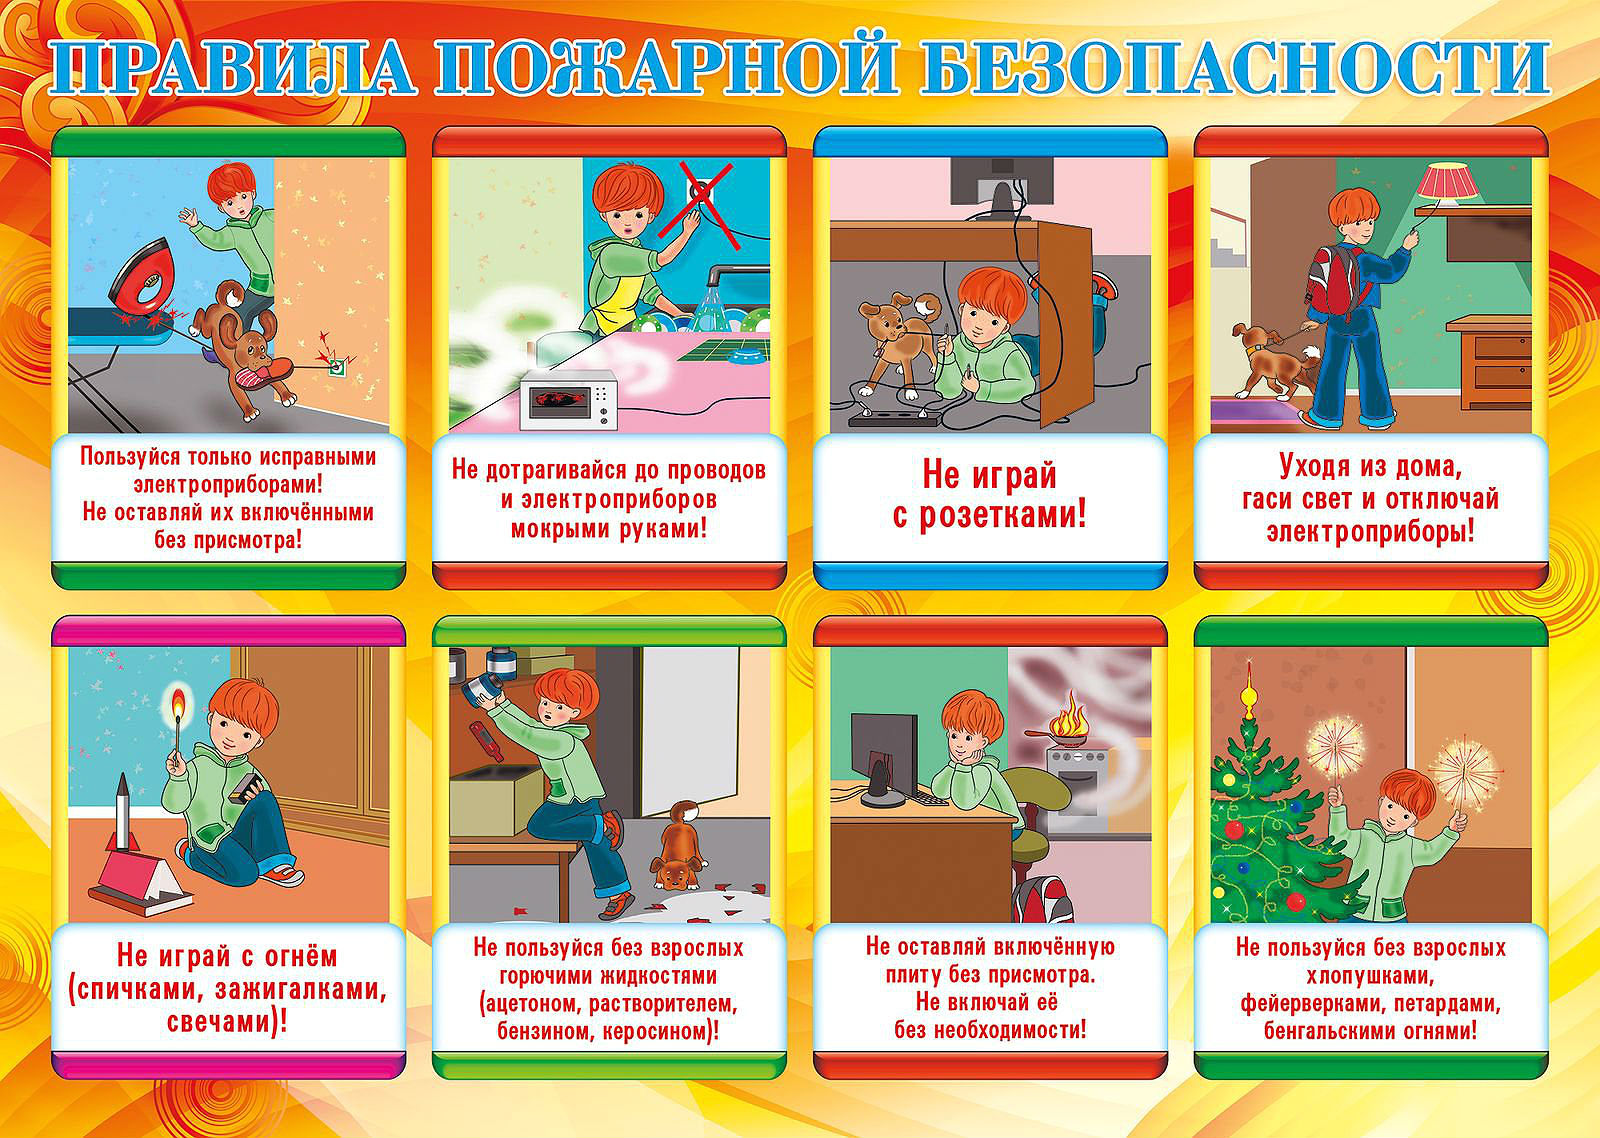 ПРАВИЛА ПОЖАРНОЙ БЕЗОПАСНОСТИ
Пользуйся только исправными
электроприборами!
Не оставляй их включёнными
без присмотра!
Не дотрагивайся до проводов
и электроприборов
мокрыми руками!
Не играй
с розетками!
Уходя из дома,
гаси свет и отключай
электроприборы!
Не играй с огнём
(спичками, зажигалками,
свечами)!
Не пользуйся без взрослых
горючими жидкостями
(ацетоном, растворителем,
бензином, керосином)!
Не оставляй включённую
плиту без присмотра.
Не включай её
без необходимости!
Не пользуйся без взрослых
хлопушками,
фейерверками, петардами,
бенгальскими огнями!